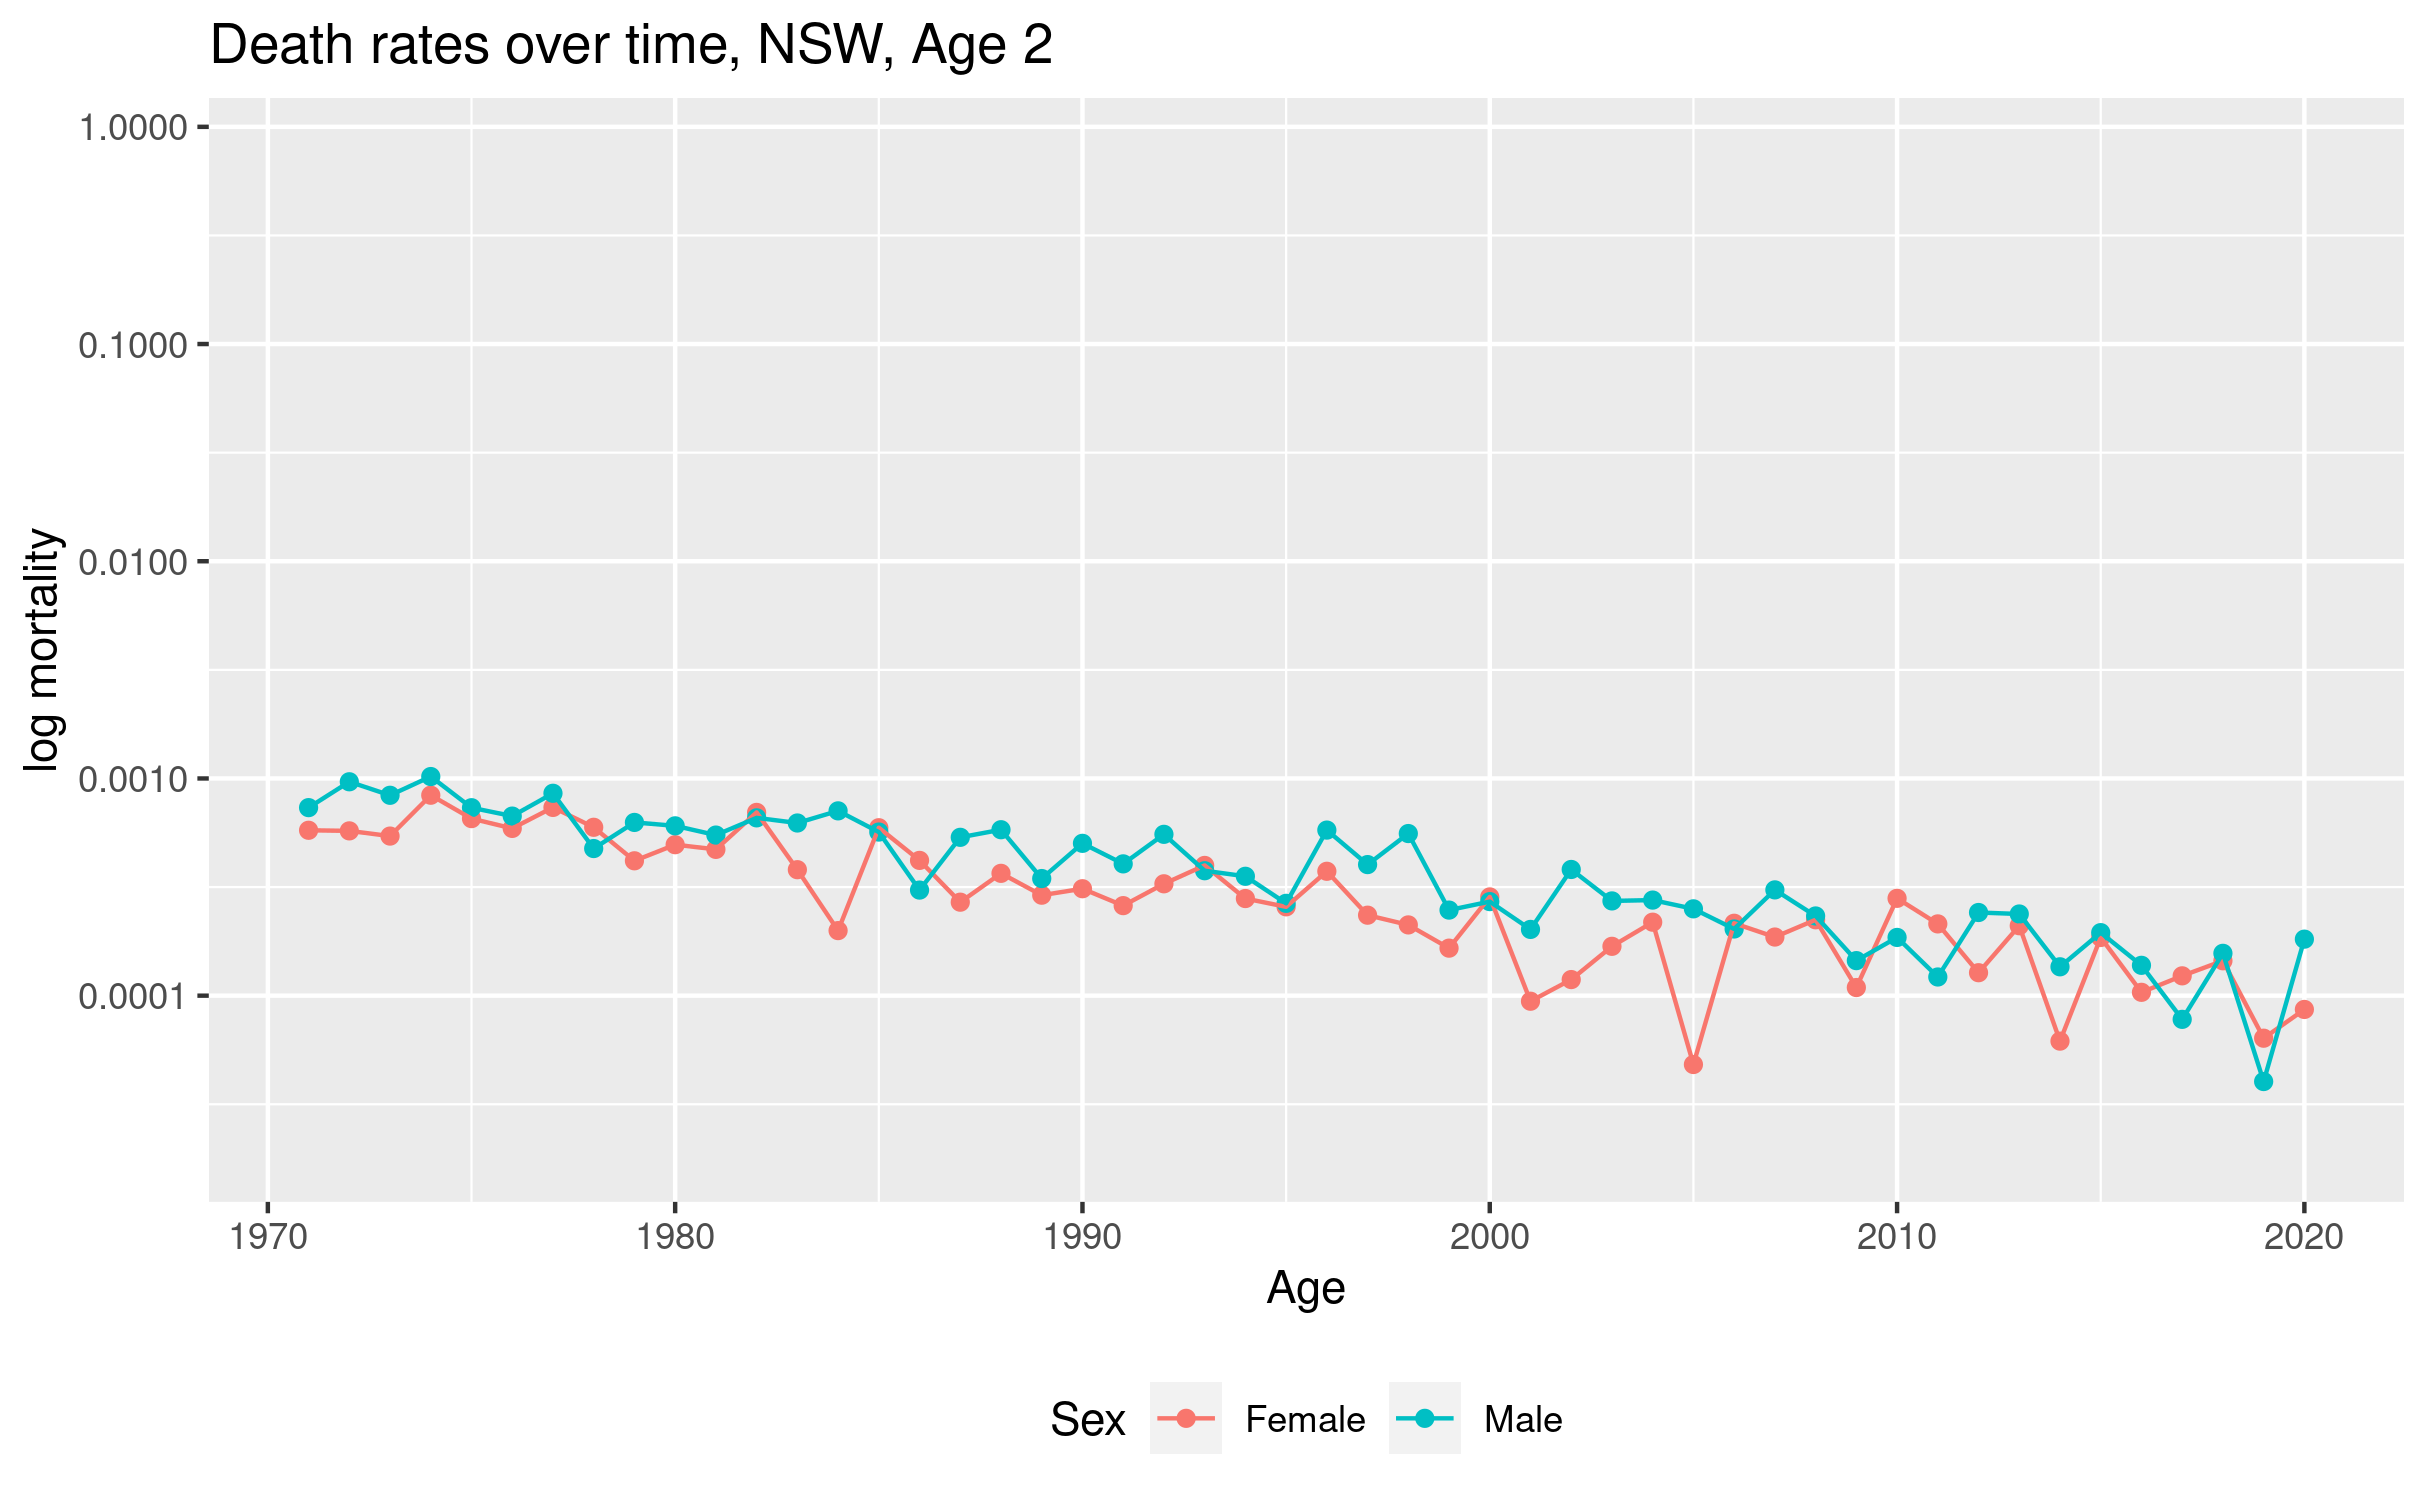 Death rates over time, NSW, Age 2
log mortality
1.0000
0.1000
0.0100
0.0010
0.0001
1970 1980 1990 2000 2010 2020
Age
Sex Female Male